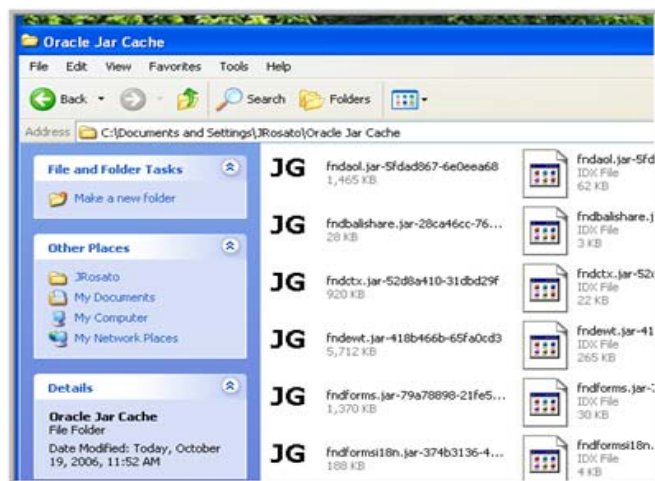 Oracle Jar Cache
File Edit View Favorites Tools Help
Back Search Folders
Address C:\Documents and Settings\JRosato\Oracle Jar Cache
File and Folder Tasks
Make a new folder
Other Places
JRosato
My Documents
My Computer
My Network Places
Details
Oracle Jar Cache
File Folder
Date Modified: Today, October
19, 2006, 11:52 AM
JG fndaol.jar-5fdad867-6e0eea68
1,465 KB
fndaol.jar-5fd
IDX File
62 KB
JG fndbalishare.jar-28ca46cc-76...
28 KB
fndbalishare.j
IDX File
3 KB
JG fndctx.jar-52d8a410-31dbd29f
920 KB
fndctx.jar-52
IDX File
22 KB
JG fndewt.jar-418b466b-65fa0cd3
5,712 KB
fndewt.jar-41
IDX File
265 KB
JG fndforms.jar-79a78898-21fe5...
1,370 KB
fndforms.jar-
IDX File
30 KB
JG fndformsi18n.jar-374b3136-4...
188 KB
fndformsi18n.
IDX File
4 KB